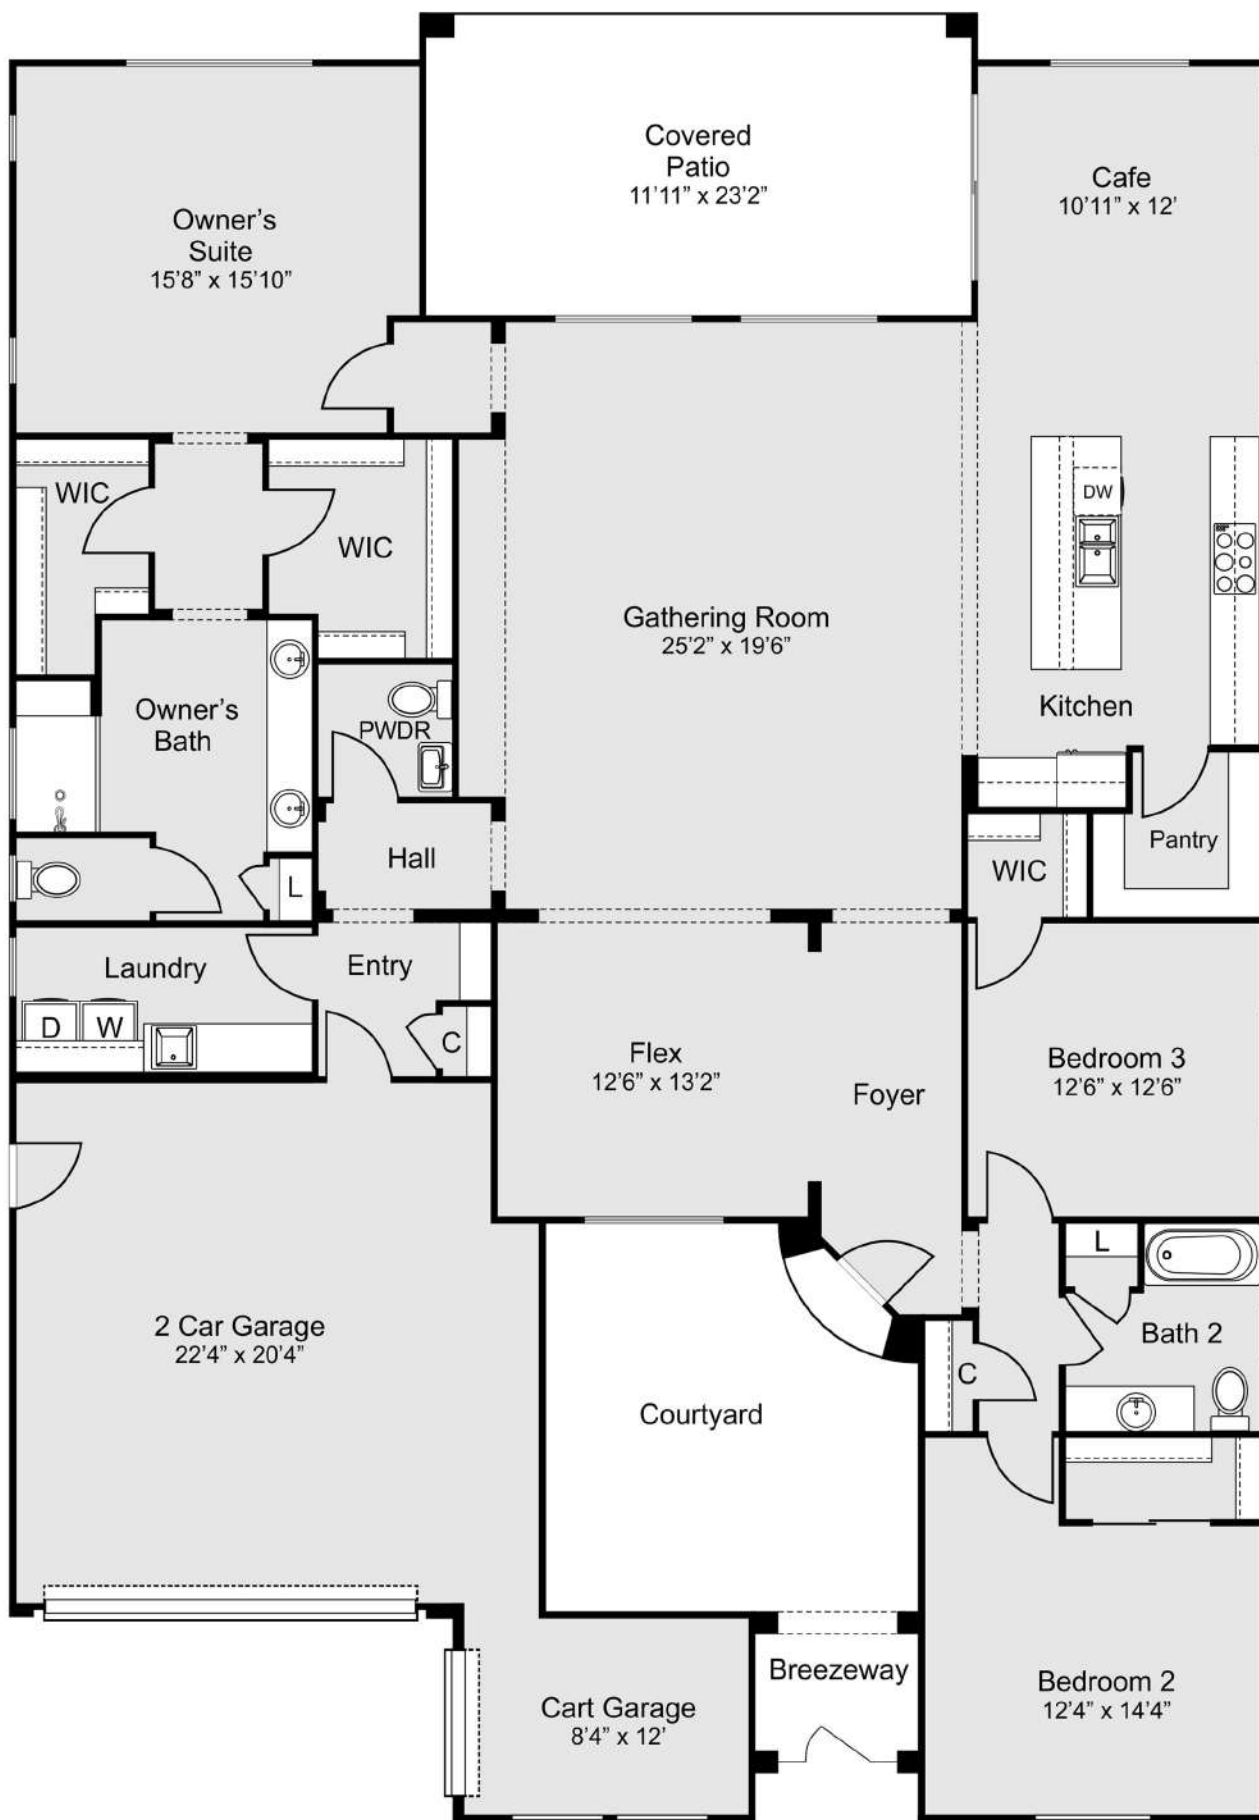 Covered
Patio
11’11” x 23’2”
Cafe
10’11” x 12’
Owner’s
Suite
15’8” x 15’10”
WIC
WIC
DW
Gathering Room
25’2” x 19’6”
Owner’s
Bath
PWDR
Kitchen
Hall
L
WIC
Pantry
Laundry
Entry
D
W
C
Flex
12’6” x 13’2”
Foyer
Bedroom 3
12’6” x 12’6”
L
2 Car Garage
22’4” x 20’4”
Bath 2
C
Courtyard
Breezeway
Cart Garage
8’4” x 12’
Bedroom 2
12’4” x 14’4”